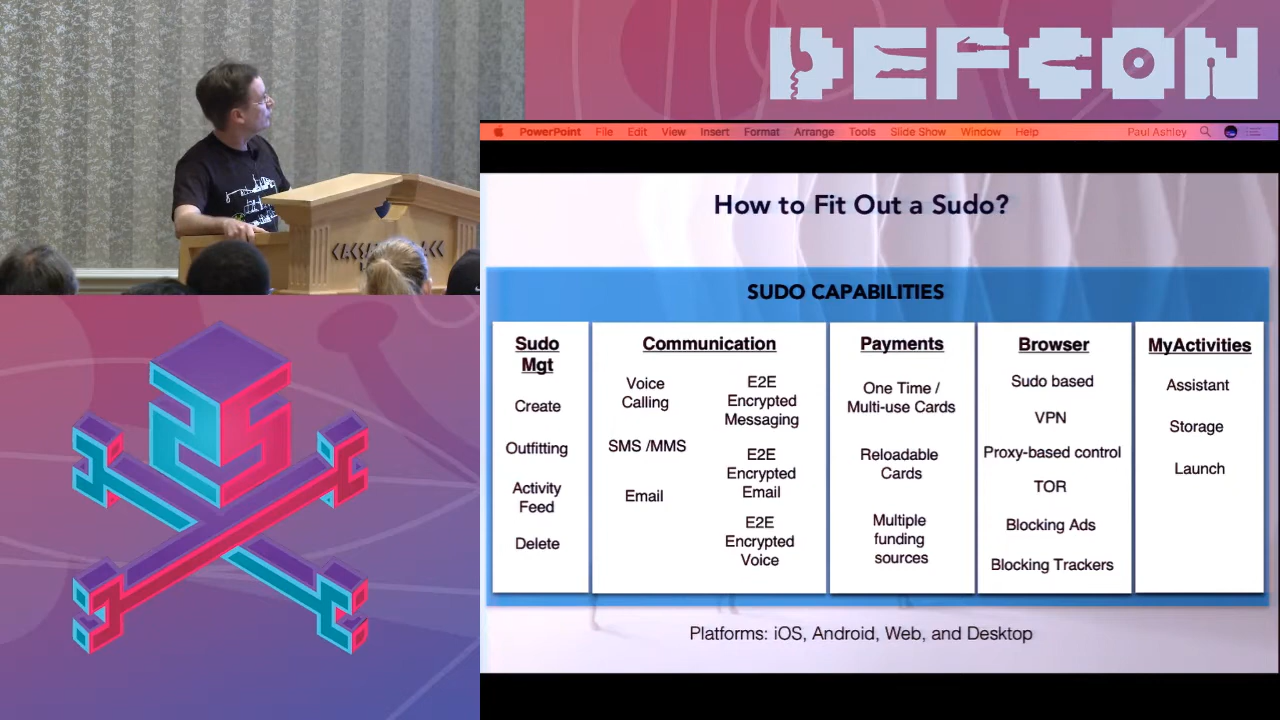 DEFCON
PowerPoint File Edit View Insert Format Arrange Tools Slide Show Window Help Paul Ashley
How to Fit Out a Sudo?
SUDO CAPABILITIES
Sudo
Mgt
Create
Outfitting
Activity
Feed
Delete
Communication
Voice
Calling
SMS /MMS
Email
E2E
Encrypted
Messaging
E2E
Encrypted
Email
E2E
Encrypted
Voice
Payments
One Time /
Multi-use Cards
Reloadable
Cards
Multiple
funding
sources
Browser
Sudo based
VPN
Proxy-based control
TOR
Blocking Ads
Blocking Trackers
MyActivities
Assistant
Storage
Launch
Platforms: iOS, Android, Web, and Desktop